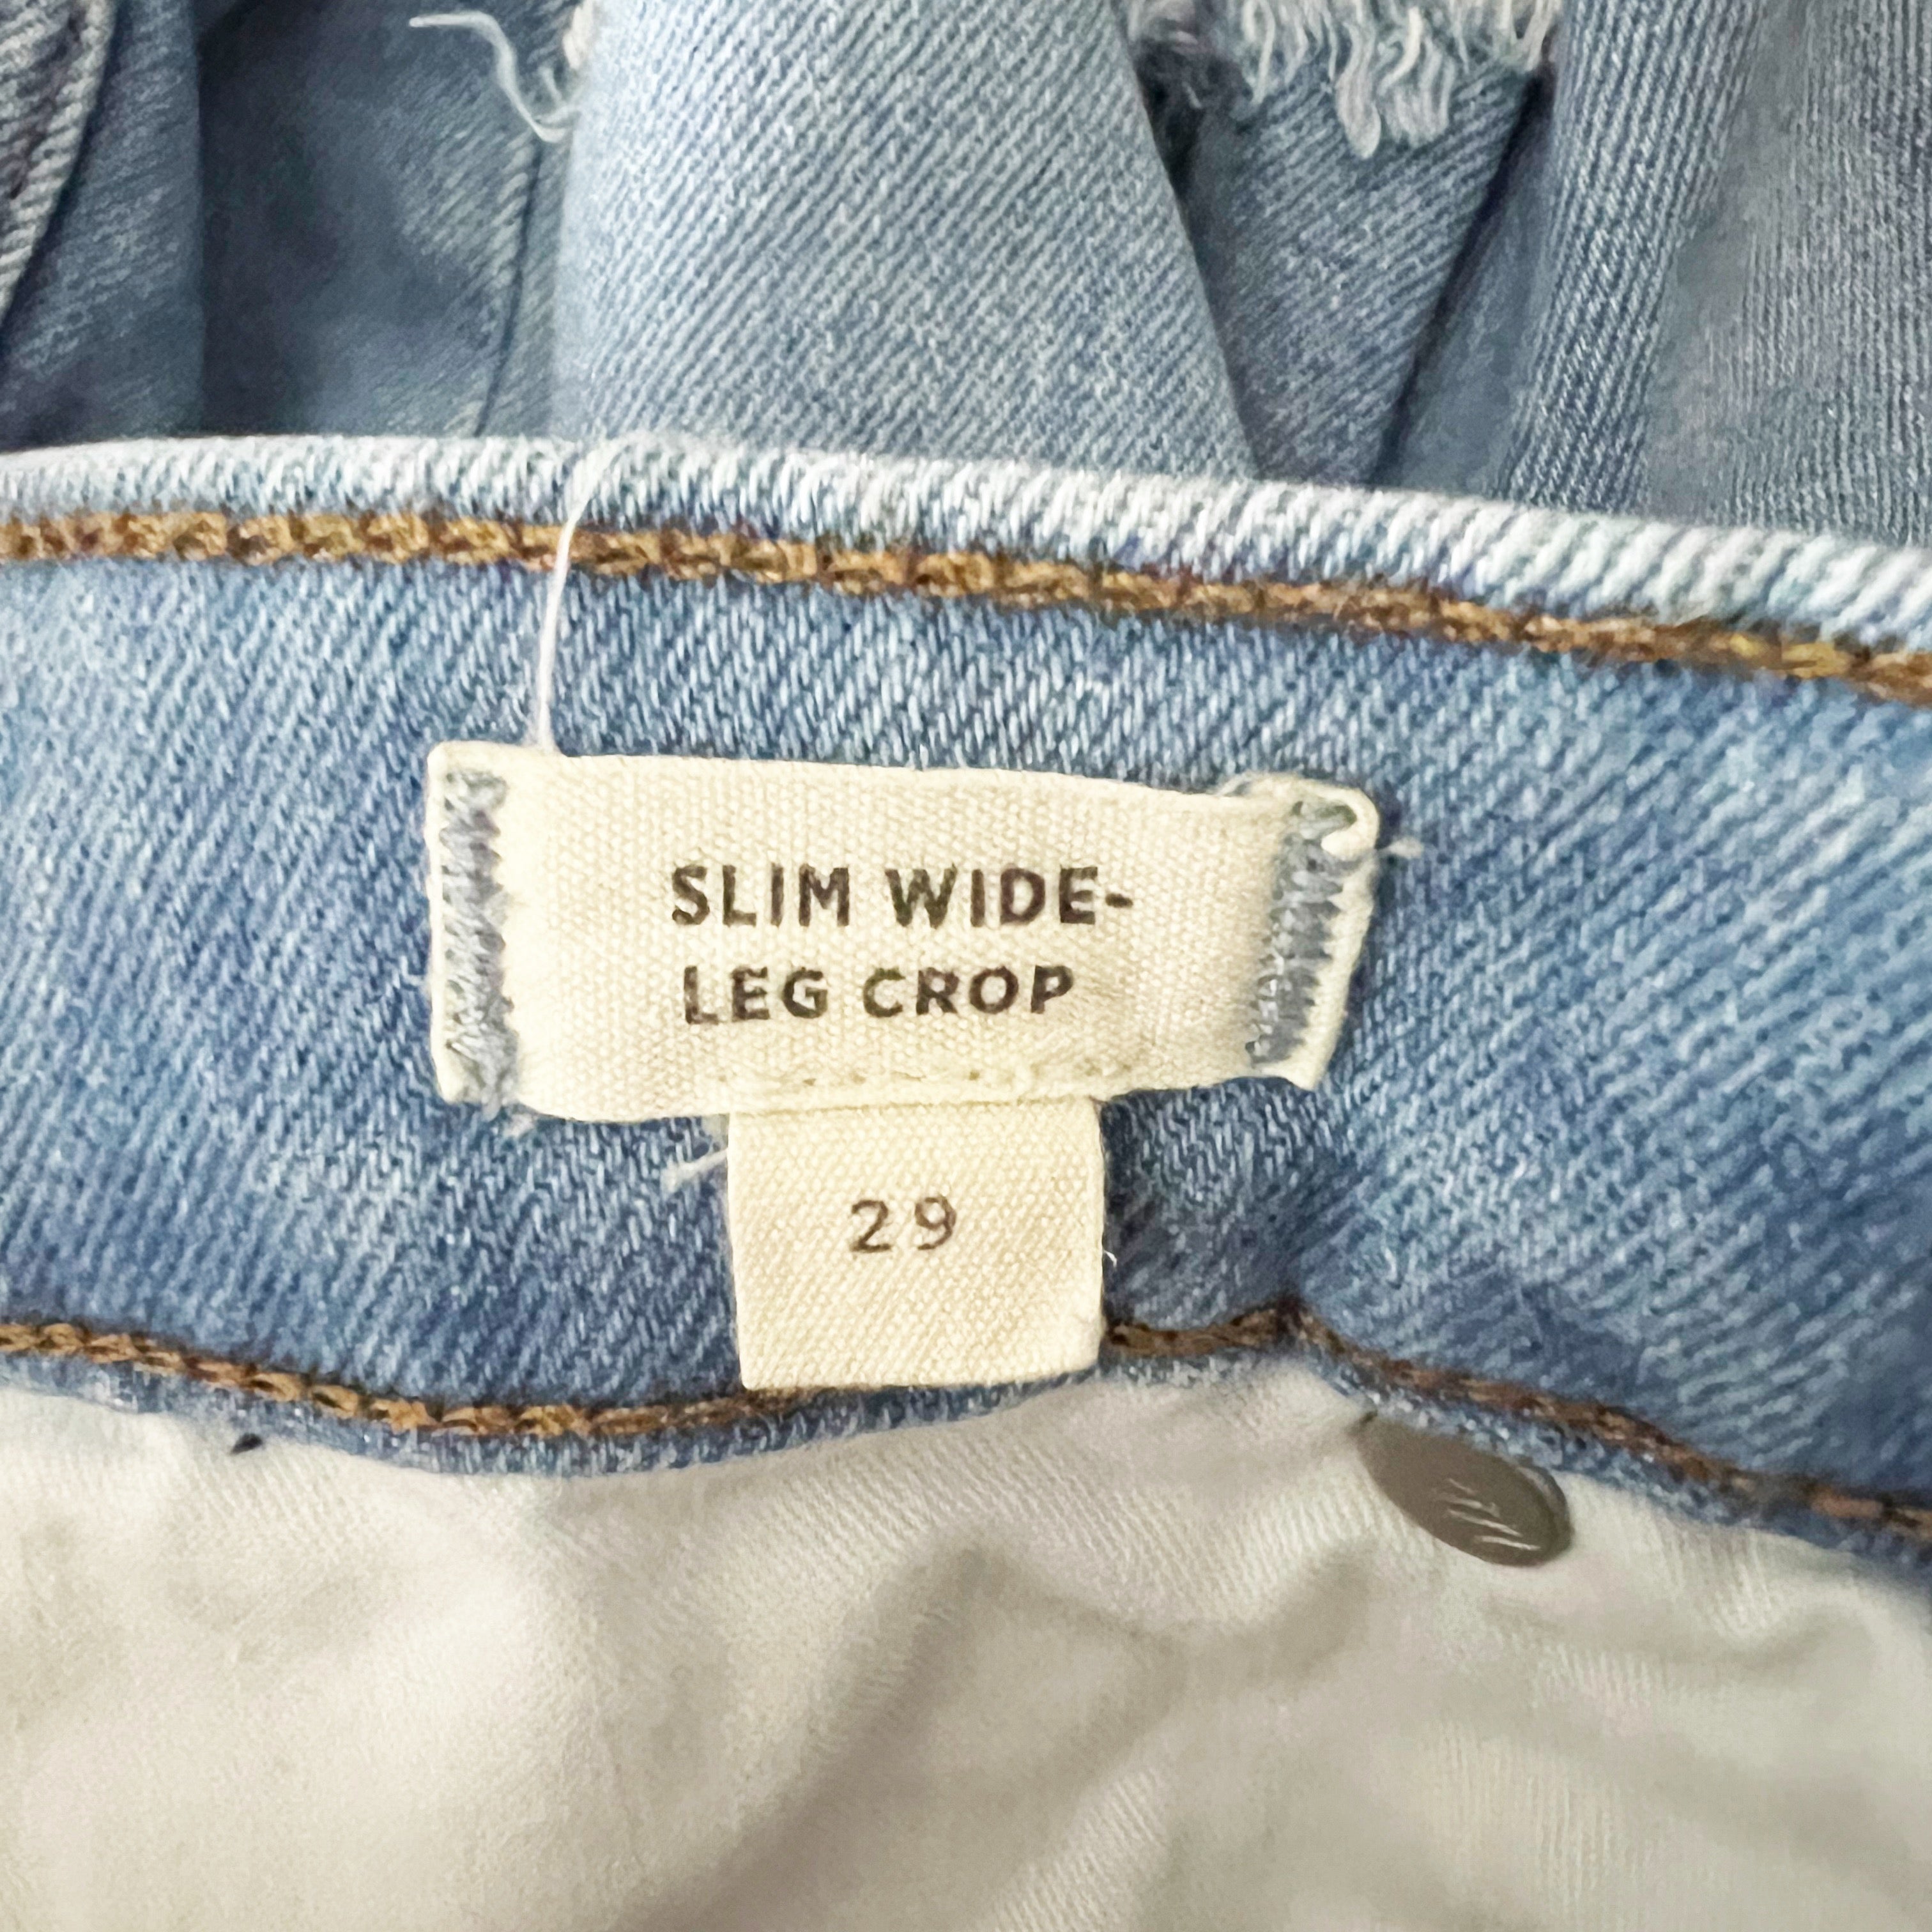 SLIM WIDE-
LEG CROP
29